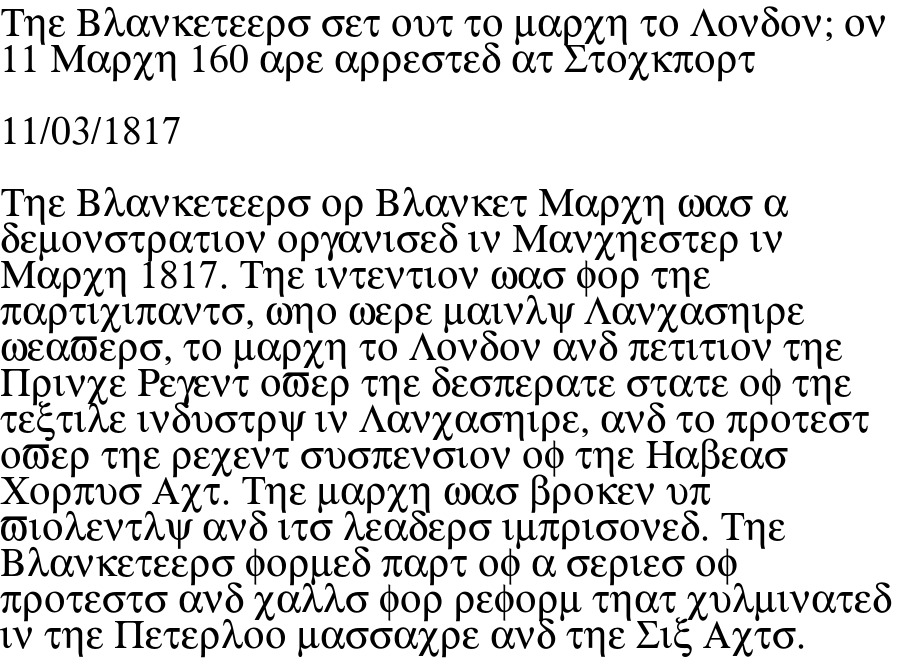 Τηε Βλανκετεερσ σετ ουτ το μαρχη το Λονδον; ον
11 Μαρχη 160 αρε αρρεστεδ ατ Στοχκπορτ
11/03/1817
Τηε Βλανκετεερσ ορ Βλανκετ Μαρχη ωασ α
δεμονστρατιον οργανισεδ ιν Μανχηεστερ ιν
Μαρχη 1817. Τηε ιντεντιον ωασ φορ τηε
παρτιχιπαντσ, ωηο ωερε μαινλψ Λανχασηιρε
ωεαϖερσ, το μαρχη το Λονδον ανδ πετιτιον τηε
Πρινχε Ρεγεντ οϖερ τηε δεσπερατε στατε οφ τηε
τεξτιλε ινδυστρψ ιν Λανχασηιρε, ανδ το προτεστ
οϖερ τηε ρεχεντ συσπενσιον οφ τηε Ηαβεασ
Χορπυσ Αχτ. Τηε μαρχη ωασ βροκεν υπ
ϖιολεντλψ ανδ ιτσ λεαδερσ ιμπρισονεδ. Τηε
Βλανκετεερσ φορμεδ παρτ οφ α σεριεσ οφ
προτεστσ ανδ χαλλσ φορ ρεφορμ τηατ χυλμινατεδ
ιν τηε Πετερλοο μασσαχρε ανδ τηε Σιξ Αχτσ.